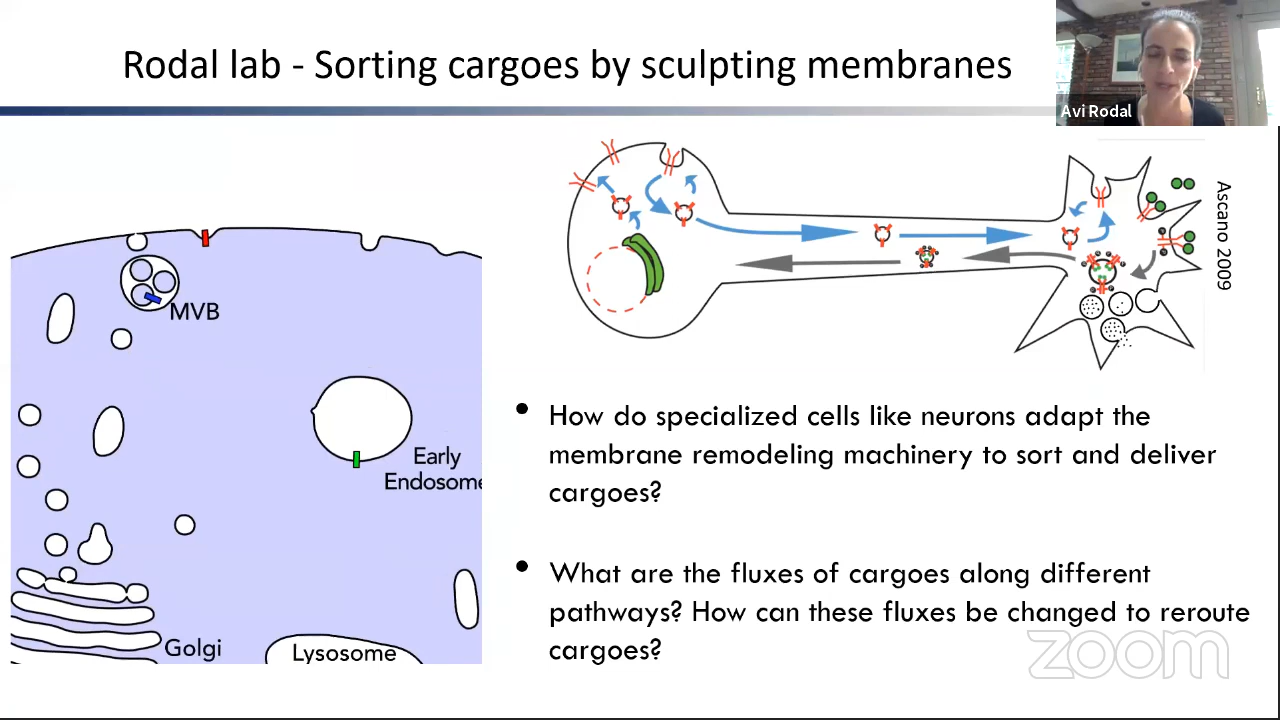 Rodal lab - Sorting cargoes by sculpting membranes
Avi Rodal
Ascano 2009
MVB
Early
Endosome
Golgi
Lysosome
• How do specialized cells like neurons adapt the
membrane remodeling machinery to sort and deliver
cargoes?
• What are the fluxes of cargoes along different
pathways? How can these fluxes be changed to reroute
cargoes?
zoom